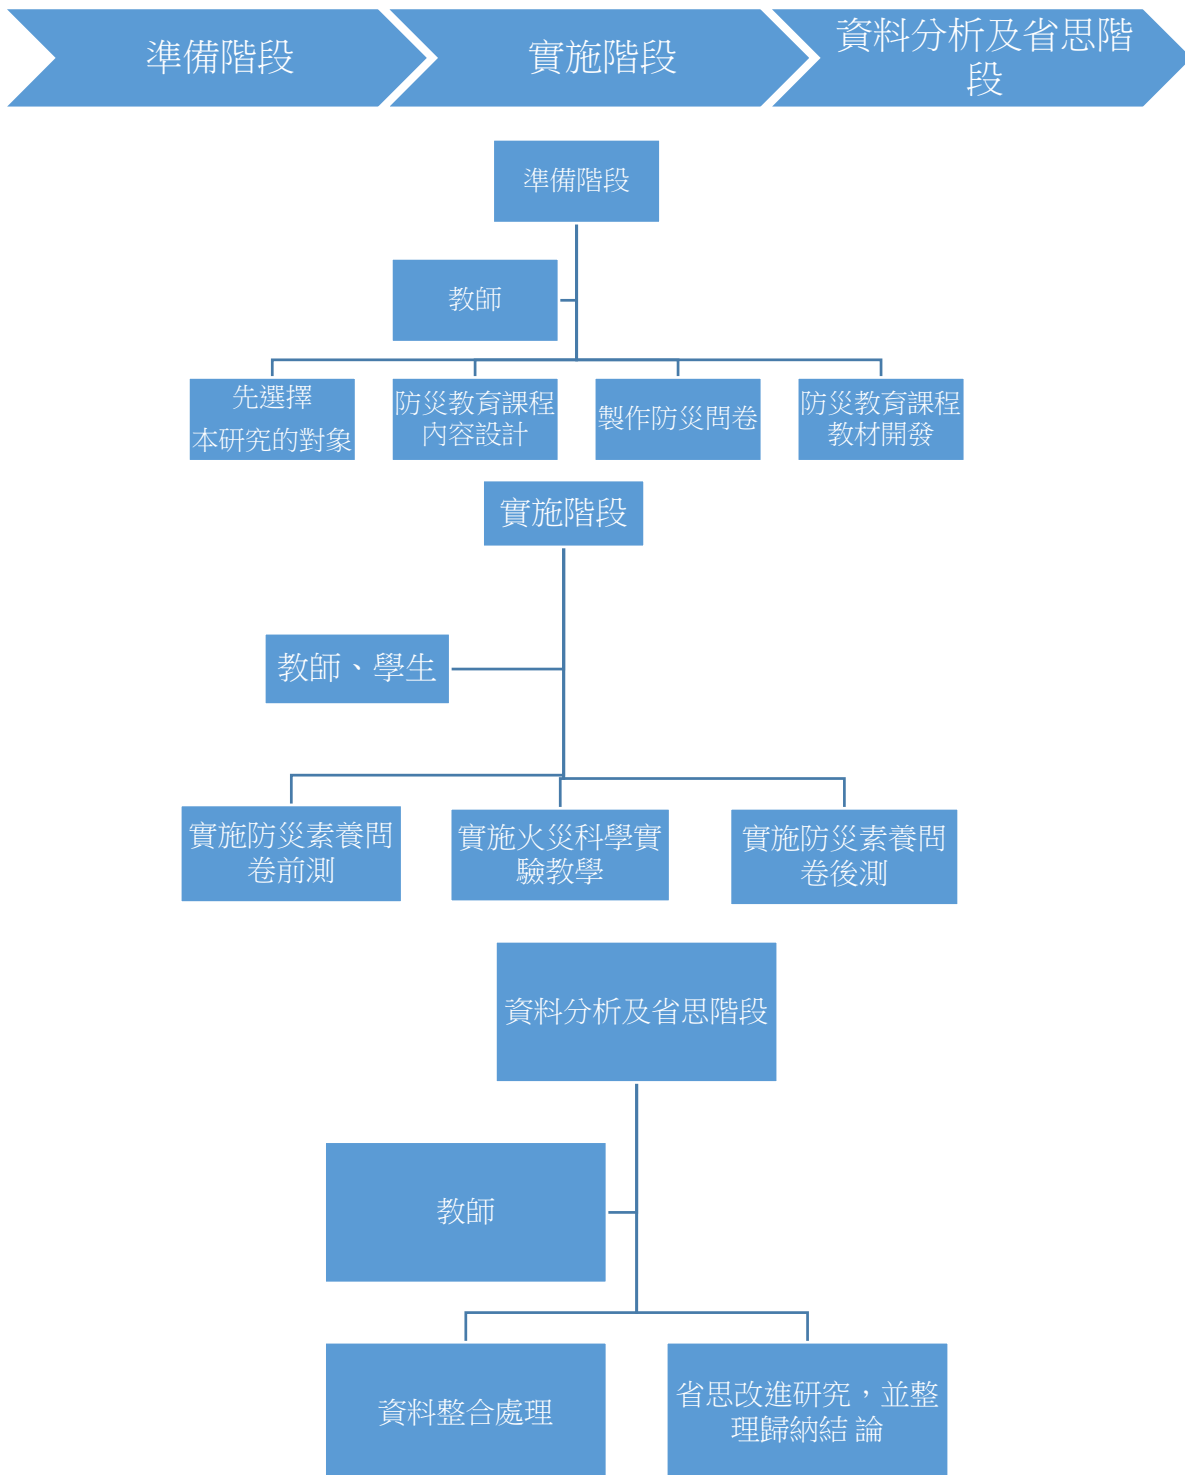 準備階段
實施階段
資料分析及省思階
段
準備階段
教師
先選擇
本研究的對象
防災教育課程
內容設計
製作防災問卷
防災教育課程
教材開發
實施階段
教師、學生
實施防災素養問
卷前測
實施火災科學實
驗教學
實施防災素養問
卷後測
資料分析及省思階段
教師
資料整合處理
省思改進研究，並整
理歸納結 論